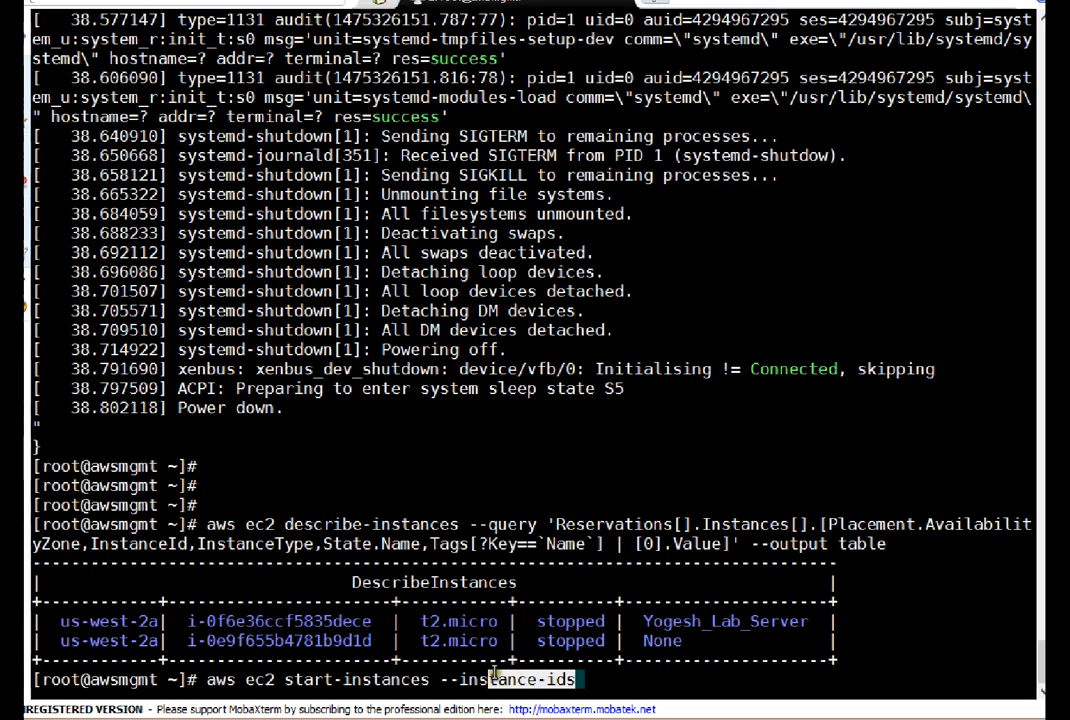 [   38.577147] type=1131 audit(1475326151.787:77): pid=1 uid=0 auid=4294967295 ses=4294967295 subj=syst
em_u:system_r:init_t:s0 msg='unit=systemd-tmpfiles-setup-dev comm=\"systemd\" exe=\"/usr/lib/systemd/sy
stemd\" hostname=? addr=? terminal=? res=success'
[   38.606090] type=1131 audit(1475326151.816:78): pid=1 uid=0 auid=4294967295 ses=4294967295 subj=syst
em_u:system_r:init_t:s0 msg='unit=systemd-modules-load comm=\"systemd\" exe=\"/usr/lib/systemd/systemd\
" hostname=? addr=? terminal=? res=success'
[   38.640910] systemd-shutdown[1]: Sending SIGTERM to remaining processes...
[   38.650668] systemd-journald[351]: Received SIGTERM from PID 1 (systemd-shutdow).
[   38.658121] systemd-shutdown[1]: Sending SIGKILL to remaining processes...
[   38.665322] systemd-shutdown[1]: Unmounting file systems.
[   38.684059] systemd-shutdown[1]: All filesystems unmounted.
[   38.688233] systemd-shutdown[1]: Deactivating swaps.
[   38.692112] systemd-shutdown[1]: All swaps deactivated.
[   38.696086] systemd-shutdown[1]: Detaching loop devices.
[   38.701507] systemd-shutdown[1]: All loop devices detached.
[   38.705571] systemd-shutdown[1]: Detaching DM devices.
[   38.709510] systemd-shutdown[1]: All DM devices detached.
[   38.714922] systemd-shutdown[1]: Powering off.
[   38.791690] xenbus: xenbus_dev_shutdown: device/vfb/0: Initialising != Connected, skipping
[   38.797509] ACPI: Preparing to enter system sleep state S5
[   38.802118] Power down.
"
}
[root@awsmgmt ~]#
[root@awsmgmt ~]#
[root@awsmgmt ~]#
[root@awsmgmt ~]# aws ec2 describe-instances --query 'Reservations[].Instances[].[Placement.Availabilit
yZone,InstanceId,InstanceType,State.Name,Tags[?Key==`Name`] | [0].Value]' --output table
-----------------------------------------------------------------------------------
|                                DescribeInstances                                |
+------------+-----------------------+-----------+----------+---------------------+
|  us-west-2a|  i-0f6e36ccf5835dece  |  t2.micro |  stopped |  Yogesh_Lab_Server  |
|  us-west-2a|  i-0e9f655b4781b9d1d  |  t2.micro |  stopped |  None               |
+------------+-----------------------+-----------+----------+---------------------+
[root@awsmgmt ~]# aws ec2 start-instances --instance-ids
REGISTERED VERSION - Please support MobaXterm by subscribing to the professional edition here: http://mobaxterm.mobatek.net